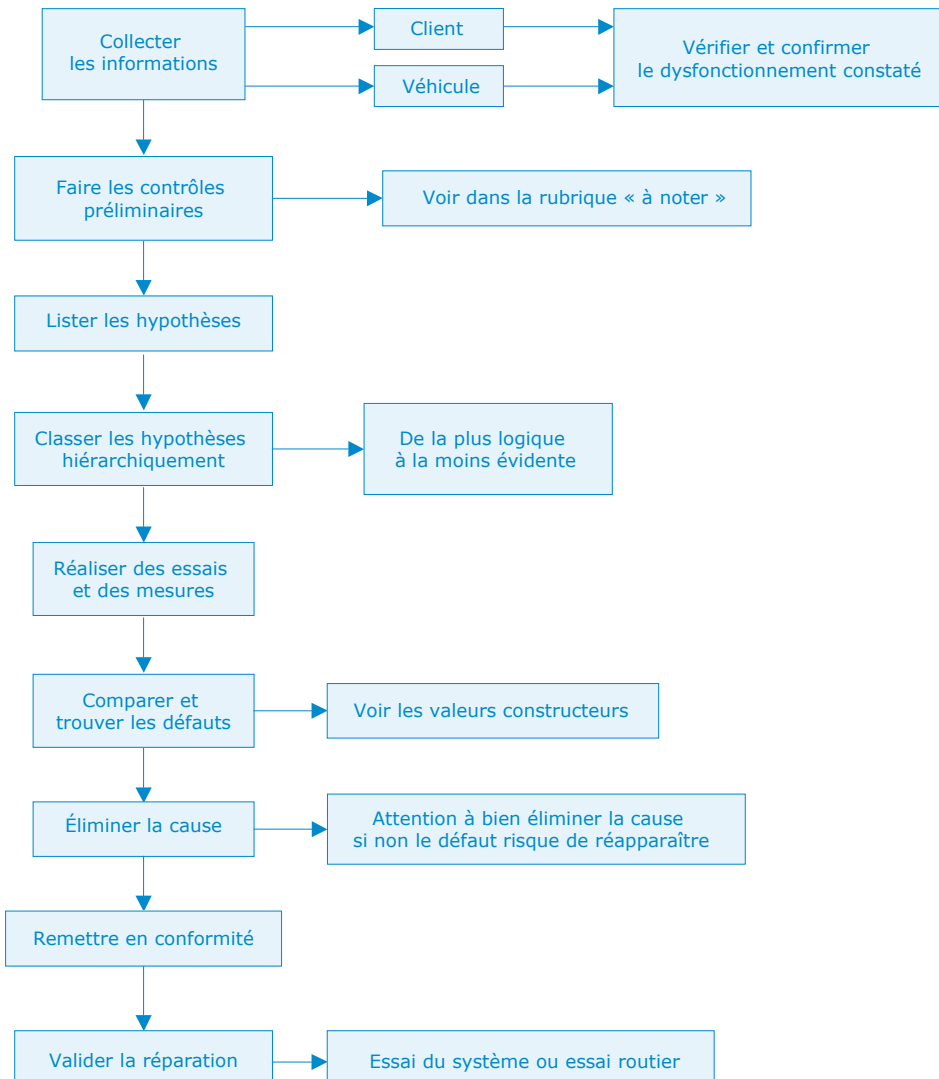 Collecter
les informations
Client
Véhicule
Vérifier et confirmer
le dysfonctionnement constaté
Faire les contrôles
préliminaires
Voir dans la rubrique « à noter »
Lister les hypothèses
Classer les hypothèses
hiérarchiquement
De la plus logique
à la moins évidente
Réaliser des essais
et des mesures
Comparer et
trouver les défauts
Voir les valeurs constructeurs
Éliminer la cause
Attention à bien éliminer la cause
si non le défaut risque de réapparaître
Remettre en conformité
Valider la réparation
Essai du système ou essai routier